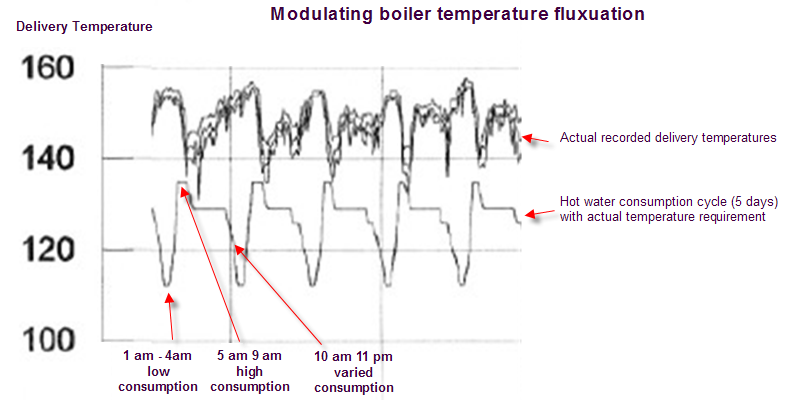 Modulating boiler temperature fluxuation
Delivery Temperature
160
140
120
100
Actual recorded delivery temperatures
Hot water consumption cycle (5 days)
with actual temperature requirement
1 am - 4am
low
consumption
5 am 9 am
high
consumption
10 am 11 pm
varied
consumption